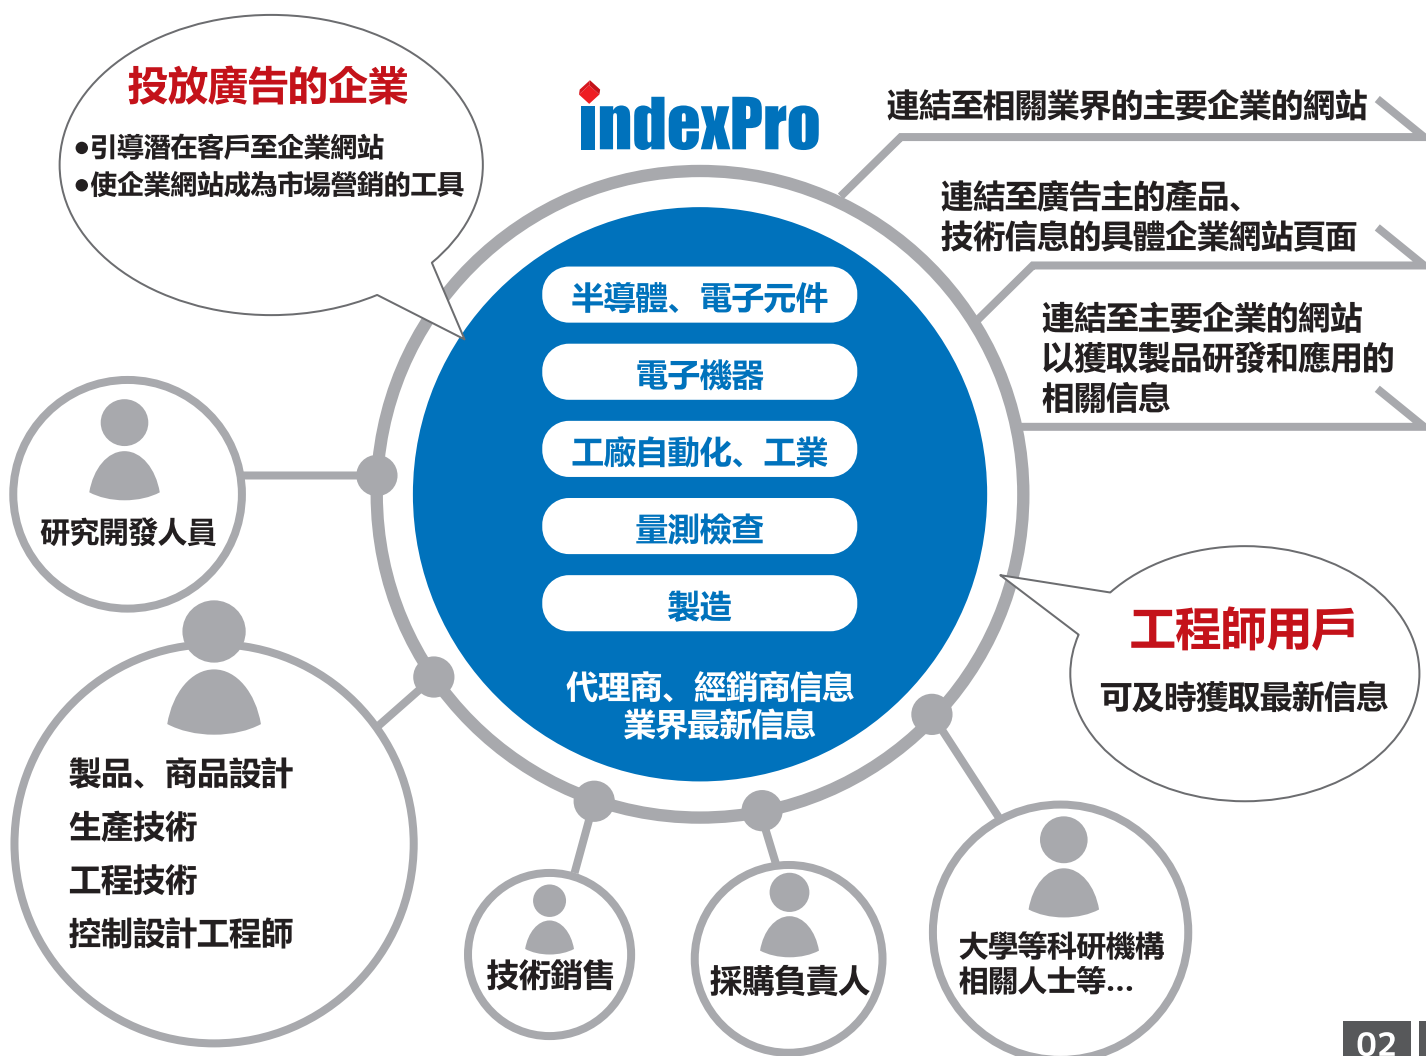 投放廣告的企業
●引導潛在客戶至企業網站
●使企業網站成為市場營銷的工具
indexPro
連結至相關業界的主要企業的網站
連結至廣告主的產品、
技術信息的具體企業網站頁面
連結至主要企業的網站
以獲取製品研發和應用的
相關信息
半導體、電子元件
電子機器
工廠自動化、工業
量測檢查
製造
代理商、經銷商信息
業界最新信息
研究開發人員
製品、商品設計
生產技術
工程技術
控制設計工程師
技術銷售
採購負責人
大學等科研機構
相關人士等...
工程師用戶
可及時獲取最新信息
02